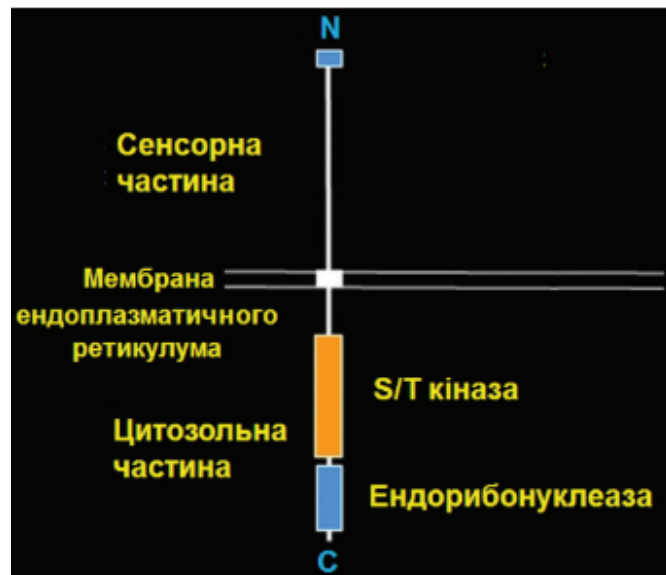 N
Сенсорна
частина
Мембрана
ендоплазматичного
ретикулума
S/T кіназа
Цитозольна
частина
Ендорибонуклеаза
C